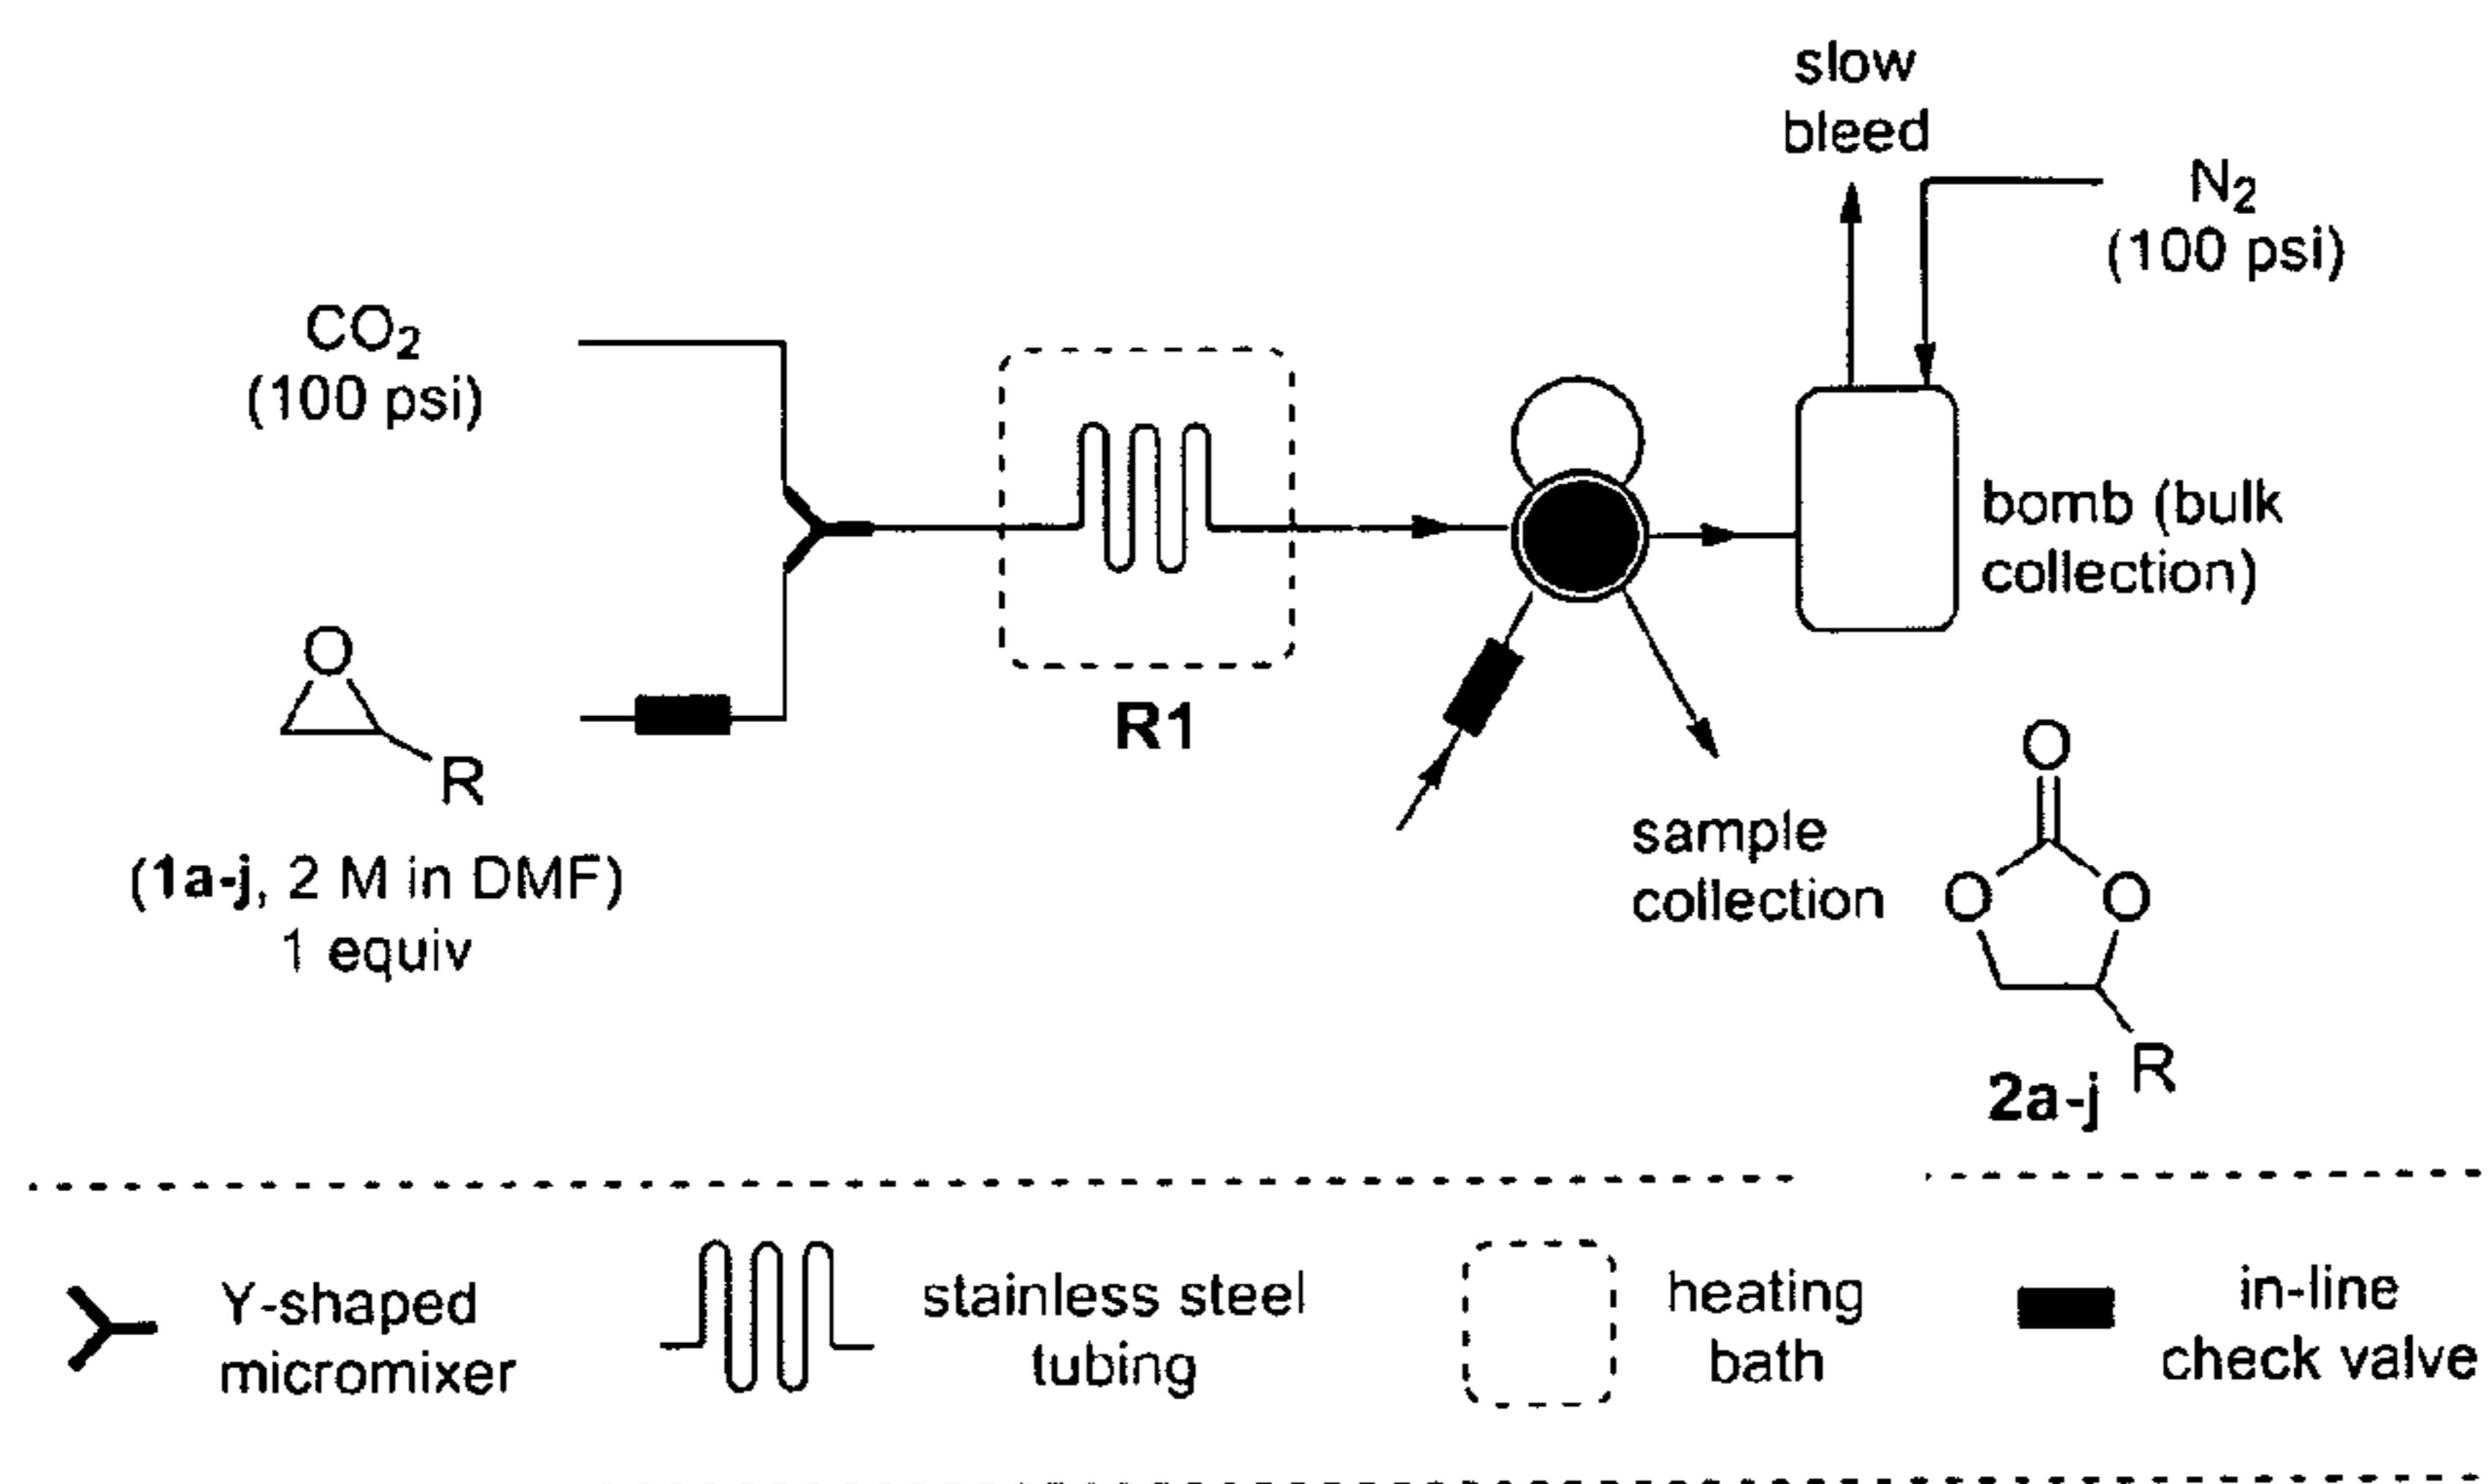 slow
bleed
N2
(100 psi)
CO2
(100 psi)
bomb (bulk
collection)
O
R
R1
(1a-j, 2 M in DMF)
1 equiv
sample
collection
O
O
O
R
2a-j
Y-shaped
micromixer
stainless steel
tubing
heating
bath
in-line
check valve